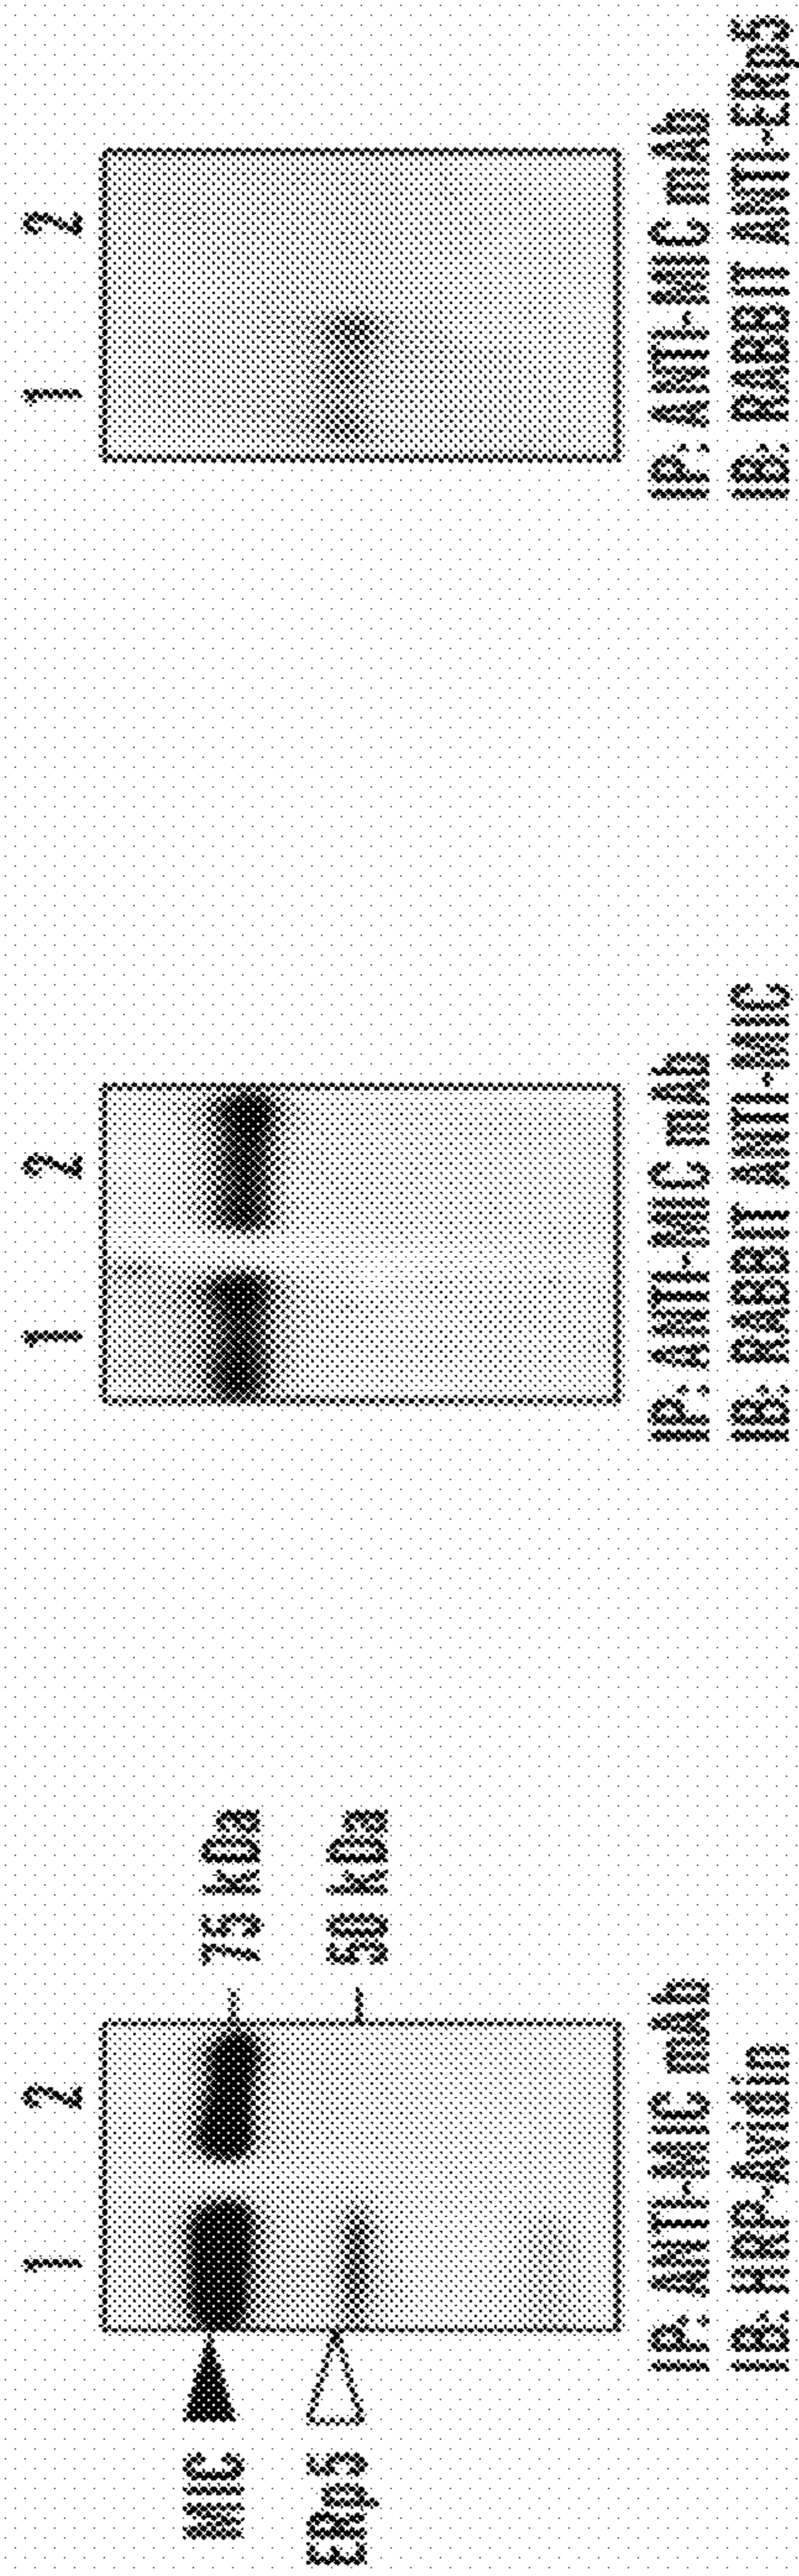 1 2
MIC
ERp5
75 kDa
50 kDa
IP: ANTI-MIC mAb
IB: HRP-Avidin
1 2
IP: ANTI-MIC mAb
IB: RABBIT ANTI-MIC
1 2
IP: ANTI-MIC mAb
IB: RABBIT ANTI-ERp5